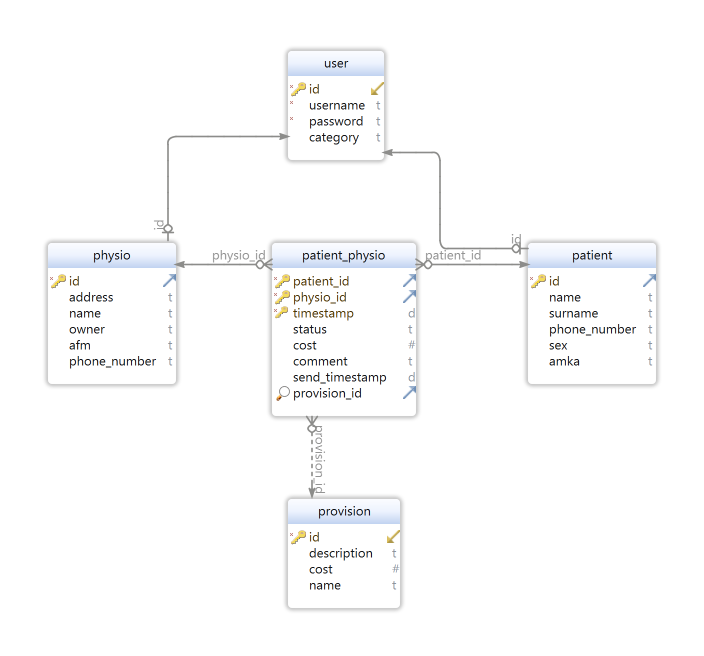 user
id
username t
password t
category t
id
physio
id
address t
name t
owner t
afm t
phone_number t
physio_id
patient_physio
patient_id
physio_id
timestamp d
status t
cost #
comment t
send_timestamp d
provision_id
patient_id
id
patient
id
name t
surname t
phone_number t
sex t
amka t
provision_id
provision
id
description t
cost #
name t